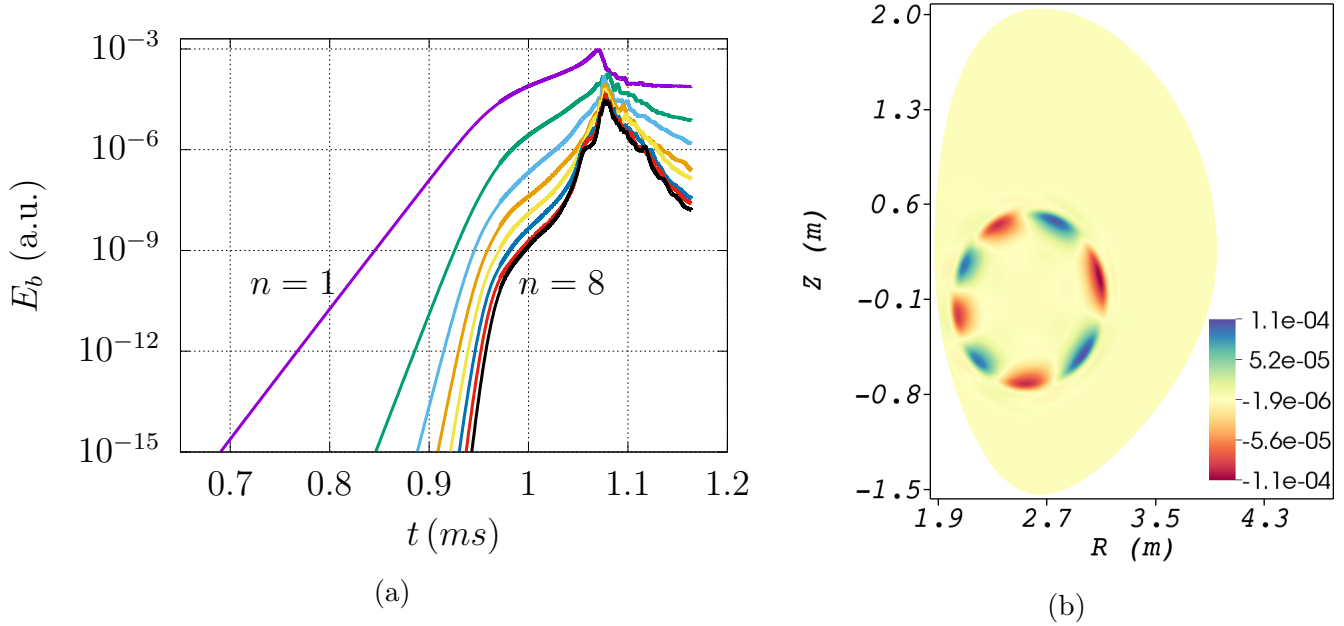 10⁻³
10⁻⁶
10⁻⁹
10⁻¹²
10⁻¹⁵
E_b (a.u.)
n = 1
n = 8
0.7 0.8 0.9 1 1.1 1.2
t (ms)
(a)
2.0
1.3
0.6
-0.1
-0.8
-1.5
Z (m)
1.1e-04
5.2e-05
-1.9e-06
-5.6e-05
-1.1e-04
1.9 2.7 3.5 4.3
R (m)
(b)